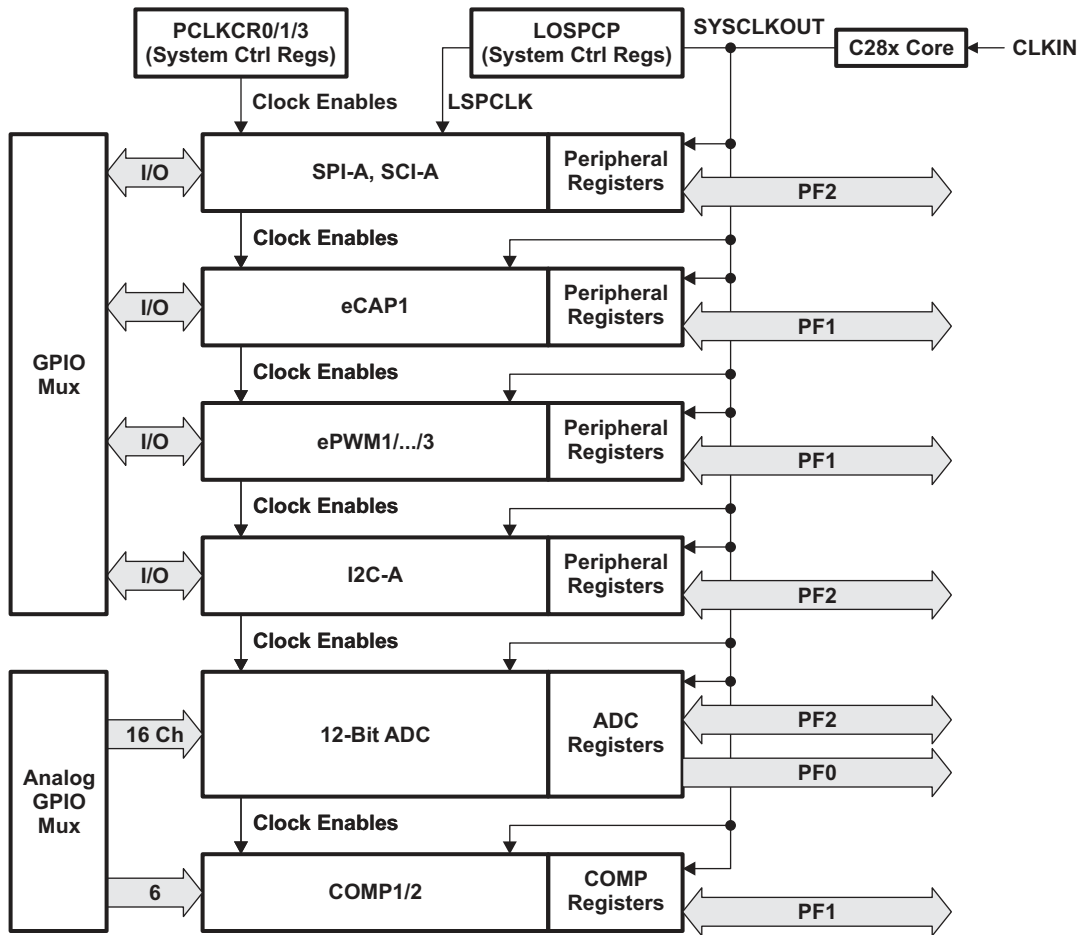 PCLKCR0/1/3
(System Ctrl Regs)
LOSPCP
(System Ctrl Regs)
SYSCLKOUT
C28x Core
CLKIN
Clock Enables
LSPCLK
I/O
SPI-A, SCI-A
Peripheral
Registers
PF2
Clock Enables
I/O
eCAP1
Peripheral
Registers
PF1
Clock Enables
GPIO
Mux
I/O
ePWM1/.../3
Peripheral
Registers
PF1
Clock Enables
I/O
I2C-A
Peripheral
Registers
PF2
Clock Enables
Analog
GPIO
Mux
16 Ch
12-Bit ADC
ADC
Registers
PF2
PF0
Clock Enables
6
COMP1/2
COMP
Registers
PF1